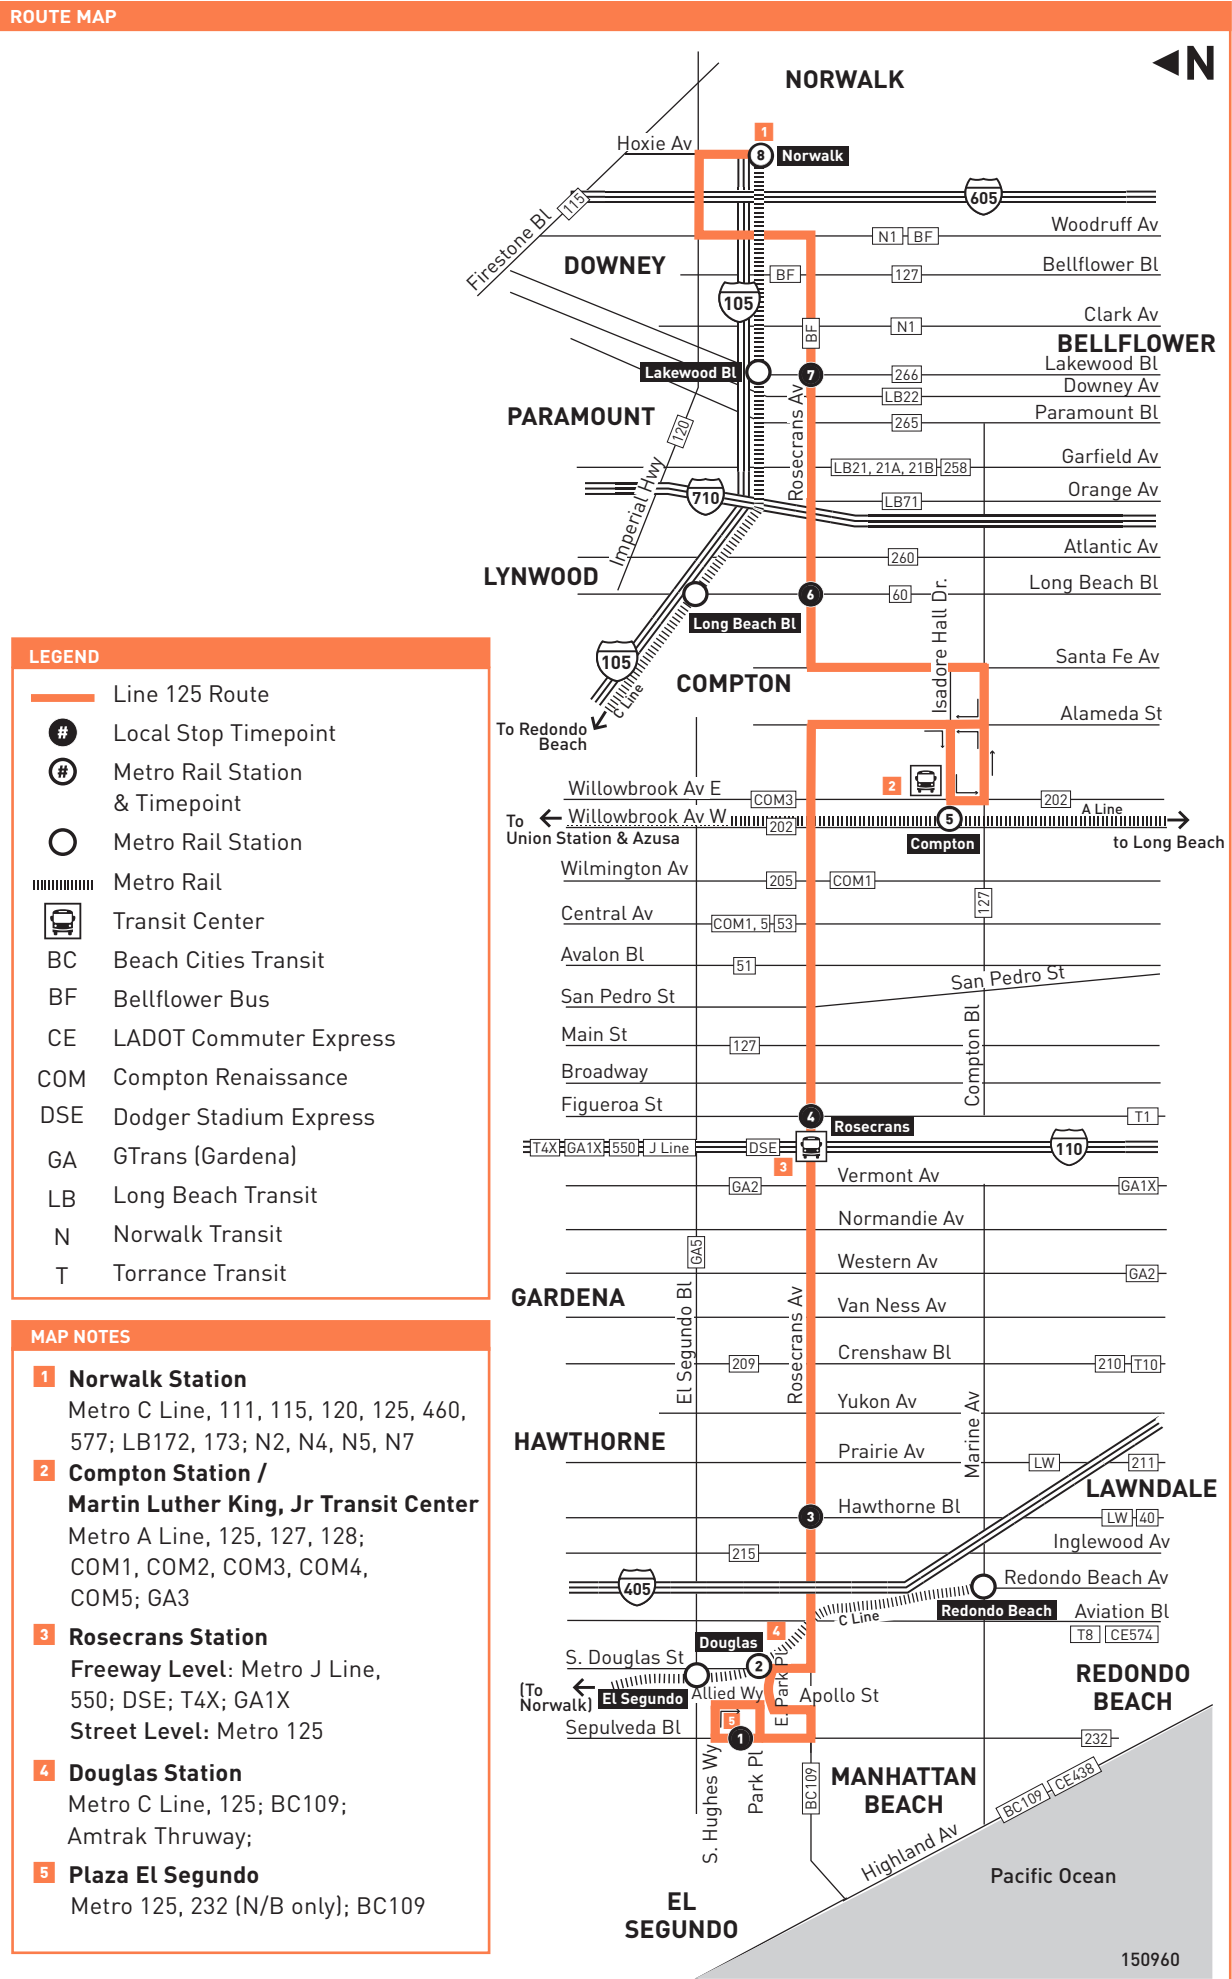 ROUTE MAP
N
NORWALK
1
Hoxie Av
8
Norwalk
115
605
Firestone Bl
Woodruff Av
N1
BF
DOWNEY
Bellflower Bl
BF
127
105
Clark Av
N1
BF
BELLFLOWER
Lakewood Bl
Lakewood Bl
7
266
Downey Av
LB22
PARAMOUNT
Paramount Bl
265
120
Rosecrans Av
Garfield Av
LB21, 21A, 21B
258
Imperial Hwy
710
Orange Av
LB71
Atlantic Av
260
LYNWOOD
Long Beach Bl
6
60
Long Beach Bl
Isadore Hall Dr.
105
C Line
Santa Fe Av
COMPTON
To Redondo
Beach
Alameda St
2
Willowbrook Av E
COM3
202
A Line
To
Union Station & Azusa
Willowbrook Av W
202
5
Compton
to Long Beach
Wilmington Av
205
COM1
127
Central Av
COM1, 5
53
Avalon Bl
51
San Pedro St
San Pedro St
Main St
127
Compton Bl
Broadway
Figueroa St
4
Rosecrans
T1
T4X
GA1X
550
J Line
DSE
110
3
Vermont Av
GA2
GA1X
Normandie Av
GA5
Western Av
GA2
GARDENA
El Segundo Bl
Rosecrans Av
Van Ness Av
Crenshaw Bl
209
210
T10
Yukon Av
Marine Av
HAWTHORNE
Prairie Av
LW
211
LAWNDALE
3
Hawthorne Bl
LW
40
Inglewood Av
215
405
Redondo Beach Av
Redondo Beach
C Line
Aviation Bl
T8
CE574
4
Douglas
S. Douglas St
2
E. Park Pl
REDONDO
BEACH
(To
Norwalk)
El Segundo
Allied Wy
Apollo St
5
Sepulveda Bl
1
232
S. Hughes Wy
Park Pl
BC109
MANHATTAN
BEACH
BC109
CE438
Highland Av
Pacific Ocean
EL
SEGUNDO
150960
LEGEND
Line 125 Route
# Local Stop Timepoint
# Metro Rail Station
& Timepoint
Metro Rail Station
Metro Rail
Transit Center
BC Beach Cities Transit
BF Bellflower Bus
CE LADOT Commuter Express
COM Compton Renaissance
DSE Dodger Stadium Express
GA GTrans (Gardena)
LB Long Beach Transit
N Norwalk Transit
T Torrance Transit
MAP NOTES
1 Norwalk Station
Metro C Line, 111, 115, 120, 125, 460,
577; LB172, 173; N2, N4, N5, N7
2 Compton Station /
Martin Luther King, Jr Transit Center
Metro A Line, 125, 127, 128;
COM1, COM2, COM3, COM4,
COM5; GA3
3 Rosecrans Station
Freeway Level: Metro J Line,
550; DSE; T4X; GA1X
Street Level: Metro 125
4 Douglas Station
Metro C Line, 125; BC109;
Amtrak Thruway;
5 Plaza El Segundo
Metro 125, 232 (N/B only); BC109